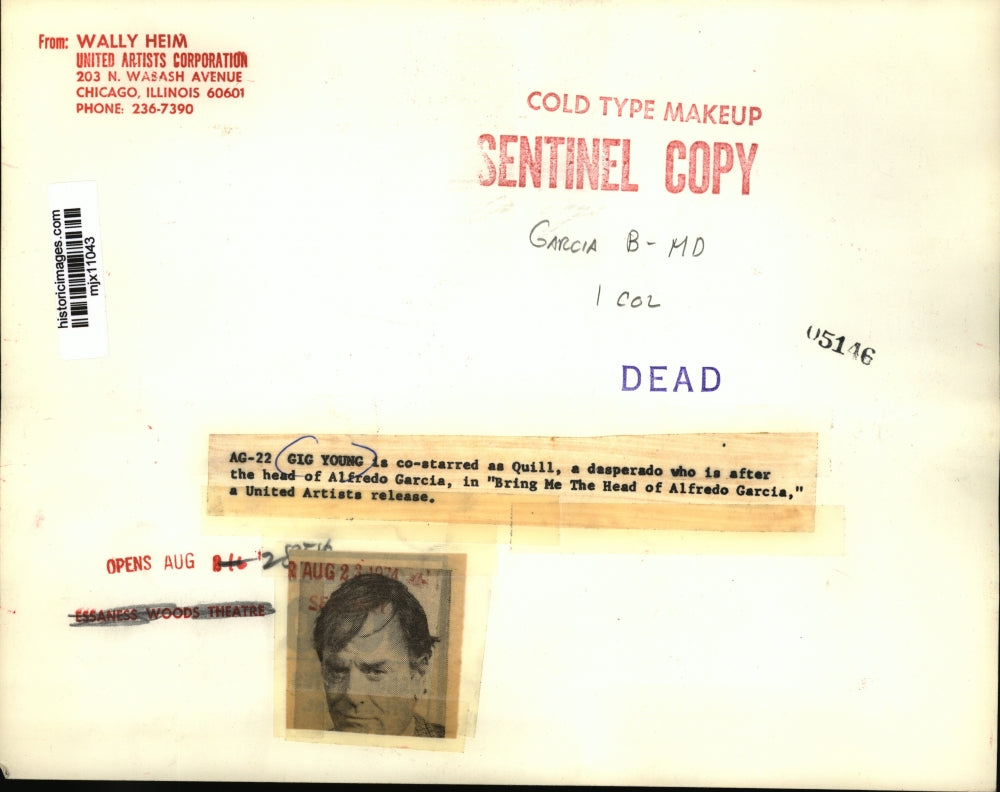 From: WALLY HEIM
UNITED ARTISTS CORPORATION
203 N. WABASH AVENUE
CHICAGO, ILLINOIS 60601
PHONE: 236-7390
COLD TYPE MAKEUP
SENTINEL COPY
GARCIA B-MD
1 COL
historicimages.com
mjx11043
05146
DEAD
AG-22 GIG YOUNG is co-starred as Quill, a dasperado who is after
the head of Alfredo Garcia, in "Bring Me The Head of Alfredo Garcia,"
a United Artists release.
OPENS AUG
R AUG 23 1974
ESSANESS WOODS THEATRE